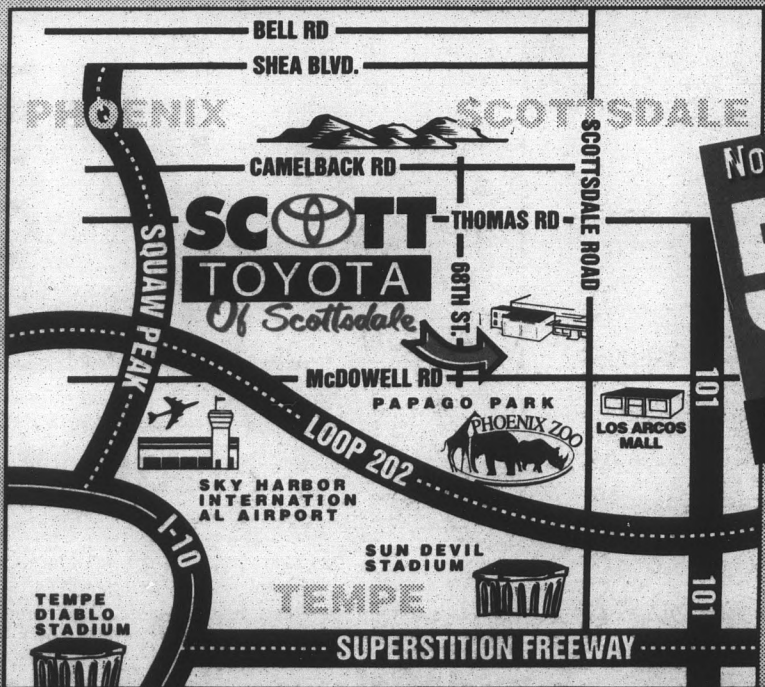 BELL RD
SHEA BLVD.
PHOENIX
SCOTTSDALE
SCOTTSDALE ROAD
CAMELBACK RD
SCOTT
THOMAS RD
TOYOTA
Of Scottsdale
68TH ST.
SQUAW PEAK
McDOWELL RD
PAPAGO PARK
PHOENIX ZOO
LOS ARCOS
MALL
101
LOOP 202
SKY HARBOR
INTERNATION
AL AIRPORT
I-10
SUN DEVIL
STADIUM
TEMPE
TEMPE
DIABLO
STADIUM
101
SUPERSTITION FREEWAY